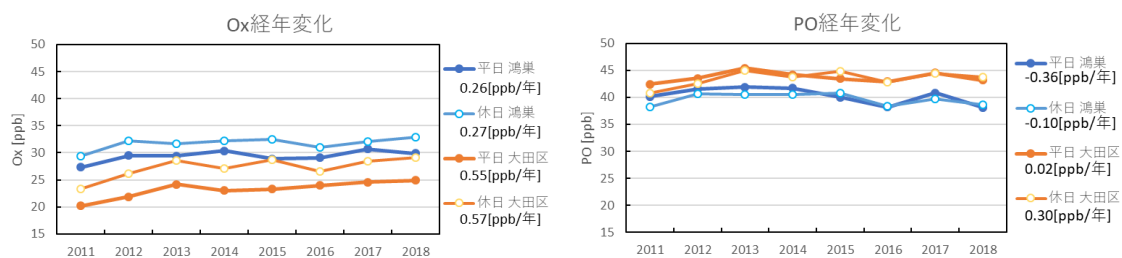 Ox経年変化
Ox [ppb]
50
45
40
35
30
25
20
15
2011 2012 2013 2014 2015 2016 2017 2018
平日 鴻巣
0.26[ppb/年]
休日 鴻巣
0.27[ppb/年]
平日 大田区
0.55[ppb/年]
休日 大田区
0.57[ppb/年]
PO経年変化
PO [ppb]
50
45
40
35
30
25
20
15
2011 2012 2013 2014 2015 2016 2017 2018
平日 鴻巣
-0.36[ppb/年]
休日 鴻巣
-0.10[ppb/年]
平日 大田区
0.02[ppb/年]
休日 大田区
0.30[ppb/年]